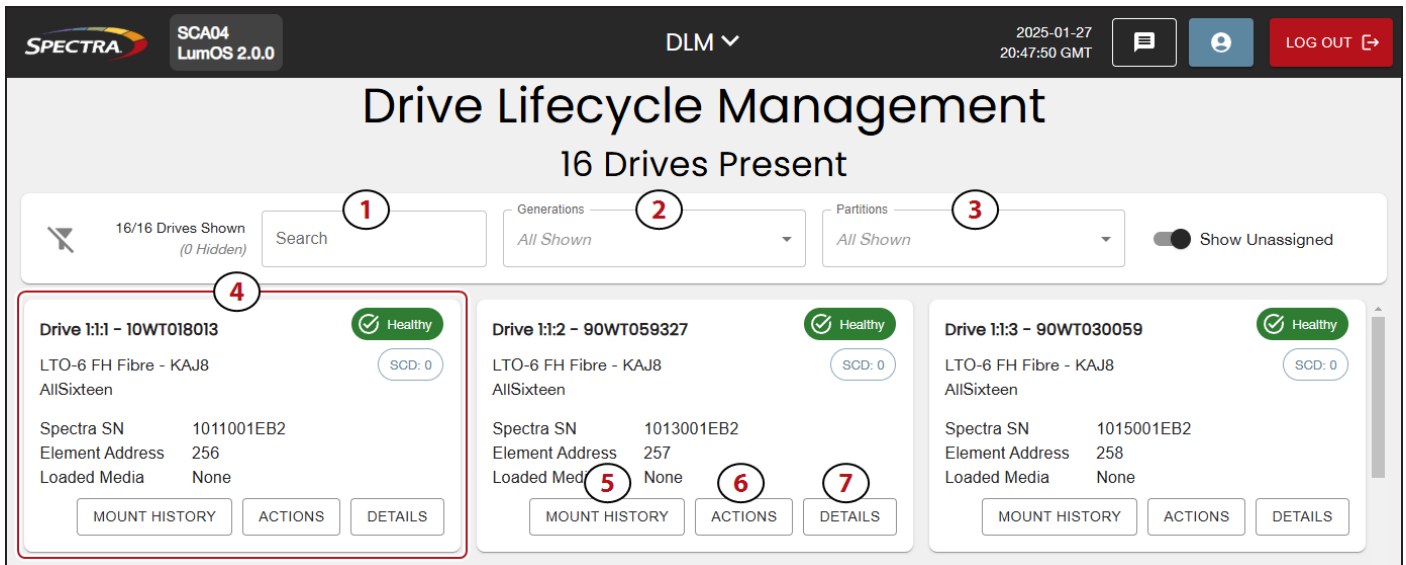 SPECTRA
SCA04
LumOS 2.0.0
DLM
2025-01-27
20:47:50 GMT
LOG OUT
Drive Lifecycle Management
16 Drives Present
16/16 Drives Shown
(0 Hidden)
1
Search
Generations
2
All Shown
Partitions
3
All Shown
Show Unassigned
4
Drive 1:1:1 - 10WT018013
Healthy
LTO-6 FH Fibre - KAJ8
SCD: 0
AllSixteen
Spectra SN 1011001EB2
Element Address 256
Loaded Media None
MOUNT HISTORY ACTIONS DETAILS
Drive 1:1:2 - 90WT059327
Healthy
LTO-6 FH Fibre - KAJ8
SCD: 0
AllSixteen
Spectra SN 1013001EB2
Element Address 257
Loaded Med None
5 6 7
MOUNT HISTORY ACTIONS DETAILS
Drive 1:1:3 - 90WT030059
Healthy
LTO-6 FH Fibre - KAJ8
SCD: 0
AllSixteen
Spectra SN 1015001EB2
Element Address 258
Loaded Media None
MOUNT HISTORY ACTIONS DETAILS